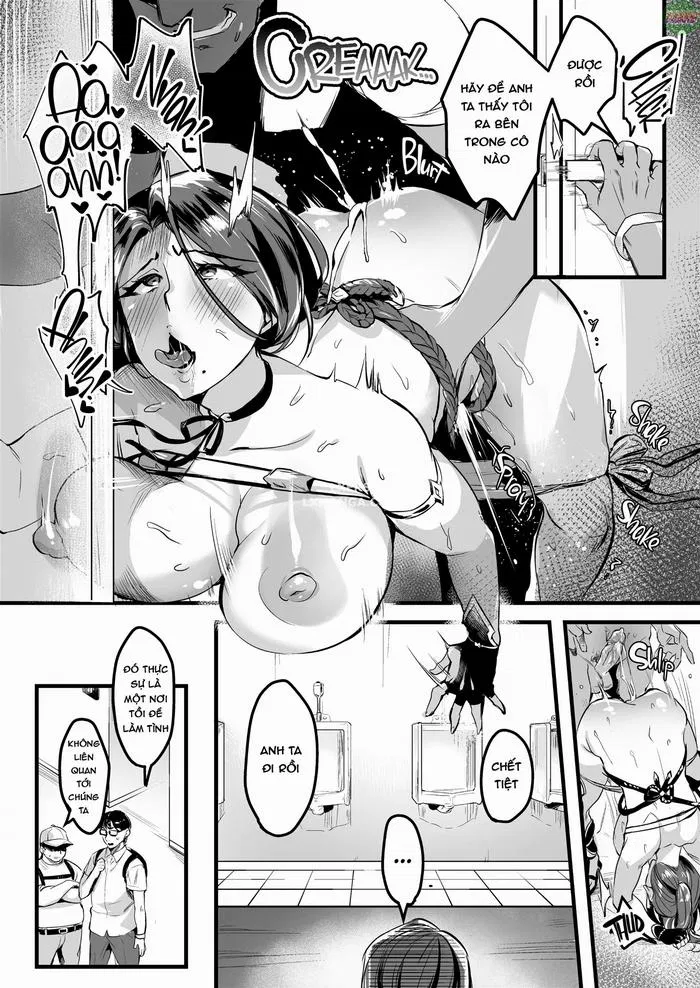 CREAAAK...
ĐƯỢC
RỒI
HÃY ĐỂ ANH
TA THẤY TÔI
RA BÊN
TRONG CÔ
NÀO
Nnah!
Blurt
Shake
Shake
Shlip
ĐÓ THỰC
SỰ LÀ
MỘT NƠI
TỒI ĐỂ
LÀM TÌNH
KHÔNG
LIÊN
QUAN
TỚI
CHÚNG
TA
CHẾT
TIỆT
ANH TA
ĐI RỒI
...
THUD